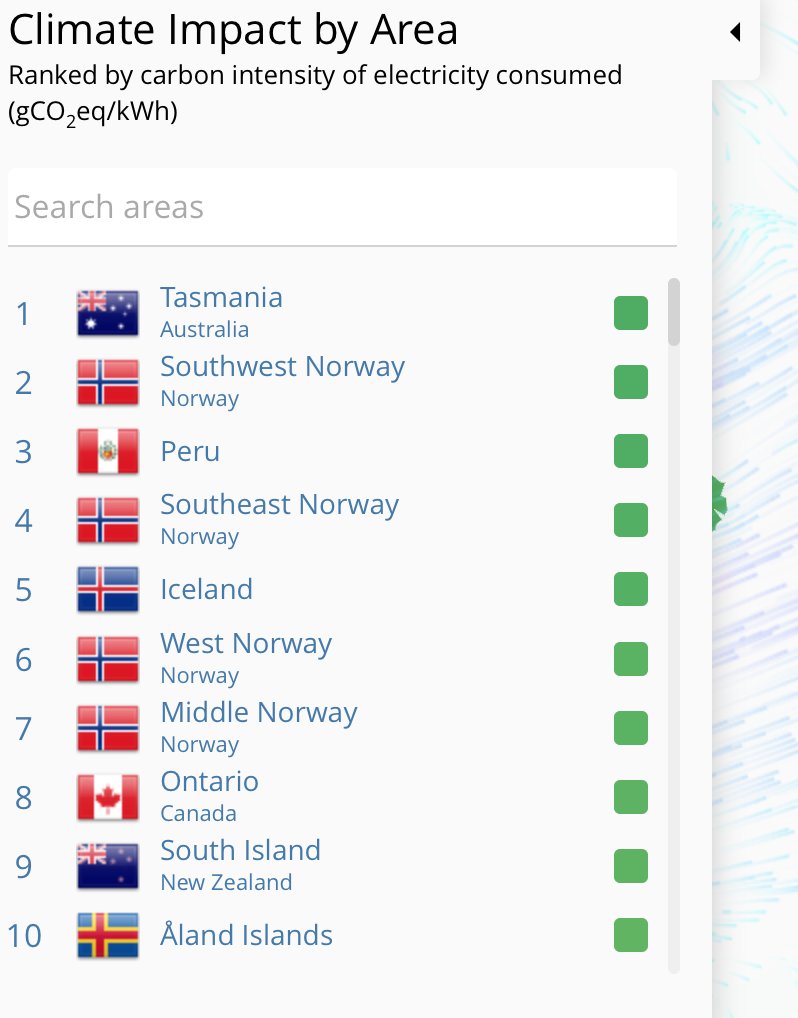 Climate Impact by Area
Ranked by carbon intensity of electricity consumed
(gCO₂eq/kWh)
Search areas
1
Tasmania
Australia
2
Southwest Norway
Norway
3
Peru
4
Southeast Norway
Norway
5
Iceland
6
West Norway
Norway
7
Middle Norway
Norway
8
Ontario
Canada
9
South Island
New Zealand
10
Åland Islands